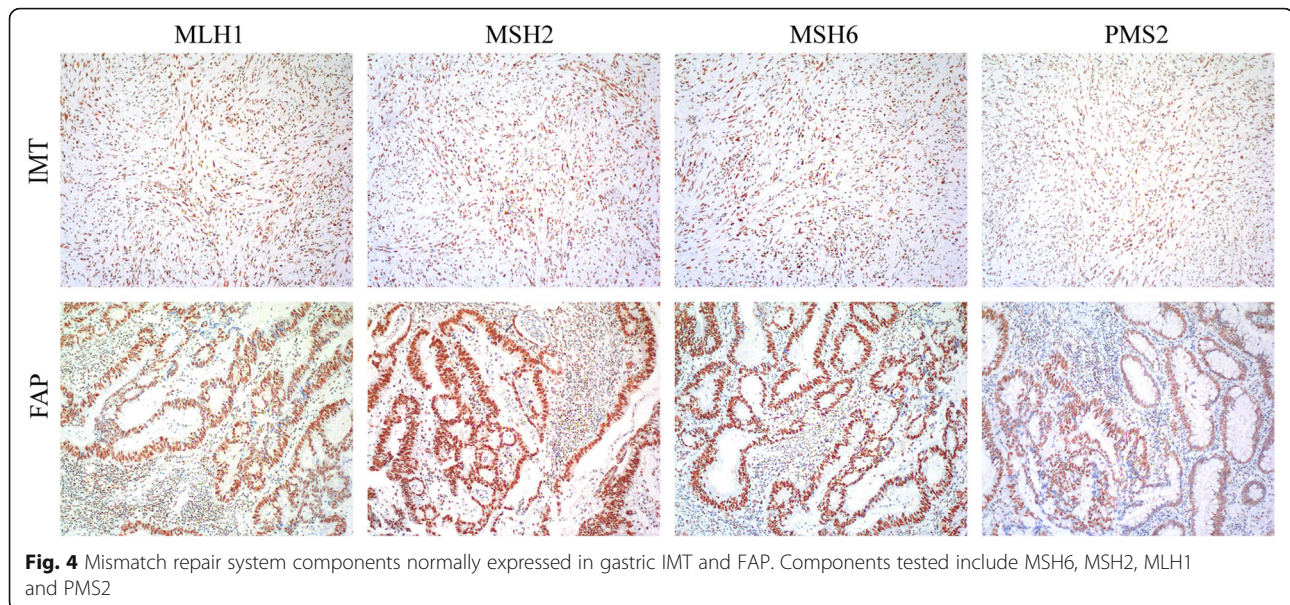 MLH1 MSH2 MSH6 PMS2
IMT
FAP
Fig. 4 Mismatch repair system components normally expressed in gastric IMT and FAP. Components tested include MSH6, MSH2, MLH1
and PMS2